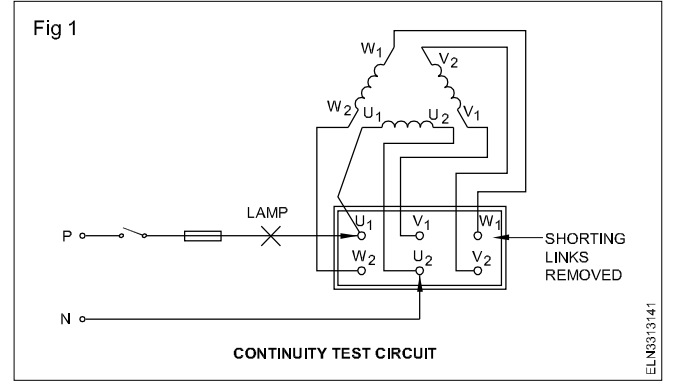 Fig 1
W1
V2
W2
U1
U2
V1
LAMP
P
U1
V1
W1
W2
U2
V2
SHORTING
LINKS
REMOVED
N
CONTINUITY TEST CIRCUIT
ELN3313141